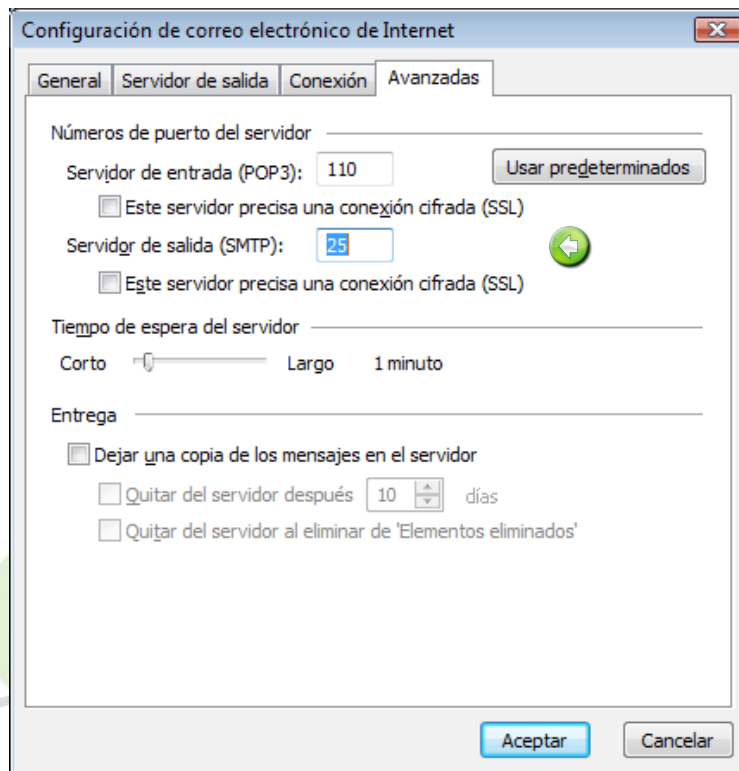 Configuración de correo electrónico de Internet
General Servidor de salida Conexión Avanzadas
Números de puerto del servidor
Servidor de entrada (POP3): 110 Usar predeterminados
Este servidor precisa una conexión cifrada (SSL)
Servidor de salida (SMTP): 25
Este servidor precisa una conexión cifrada (SSL)
Tiempo de espera del servidor
Corto Largo 1 minuto
Entrega
Dejar una copia de los mensajes en el servidor
Quitar del servidor después 10 días
Quitar del servidor al eliminar de 'Elementos eliminados'
Aceptar Cancelar